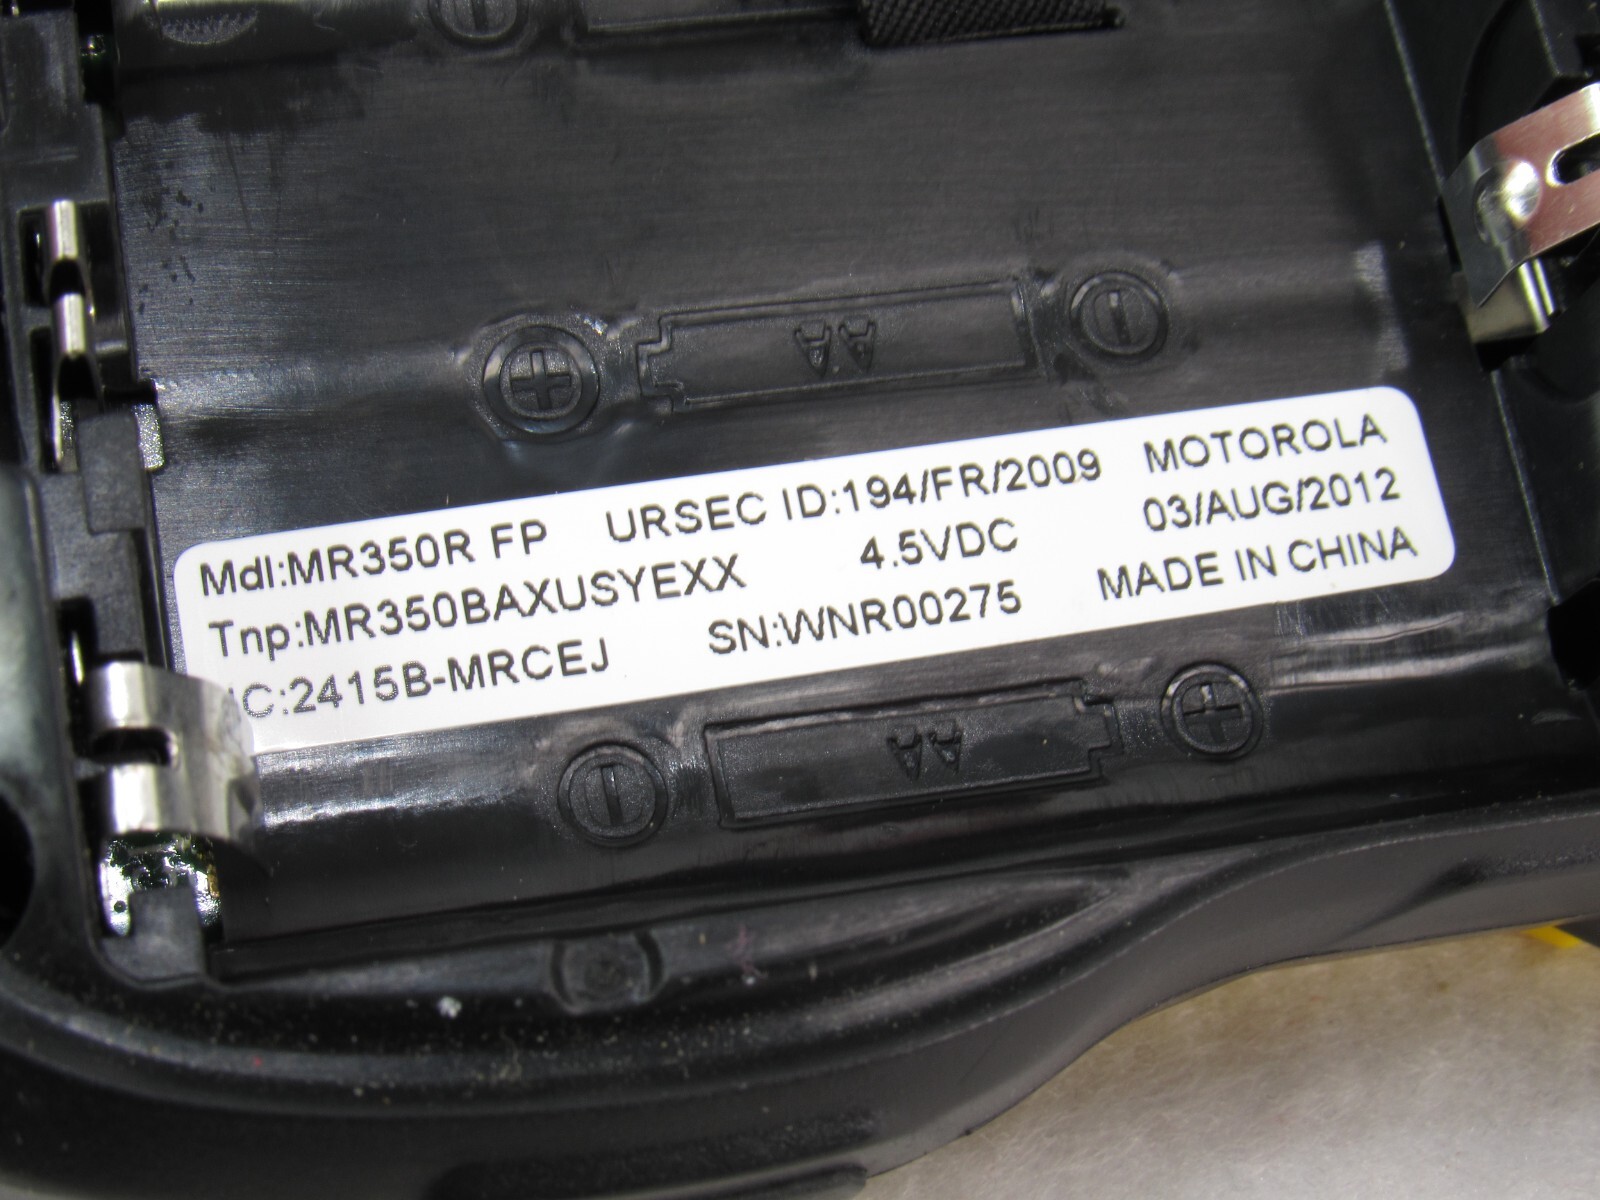 AA
Mdl:MR350R FP URSEC ID:194/FR/2009 MOTOROLA
Tnp:MR350BAXUSYEXX 4.5VDC 03/AUG/2012
IC:2415B-MRCEJ SN:WNR00275 MADE IN CHINA
AA